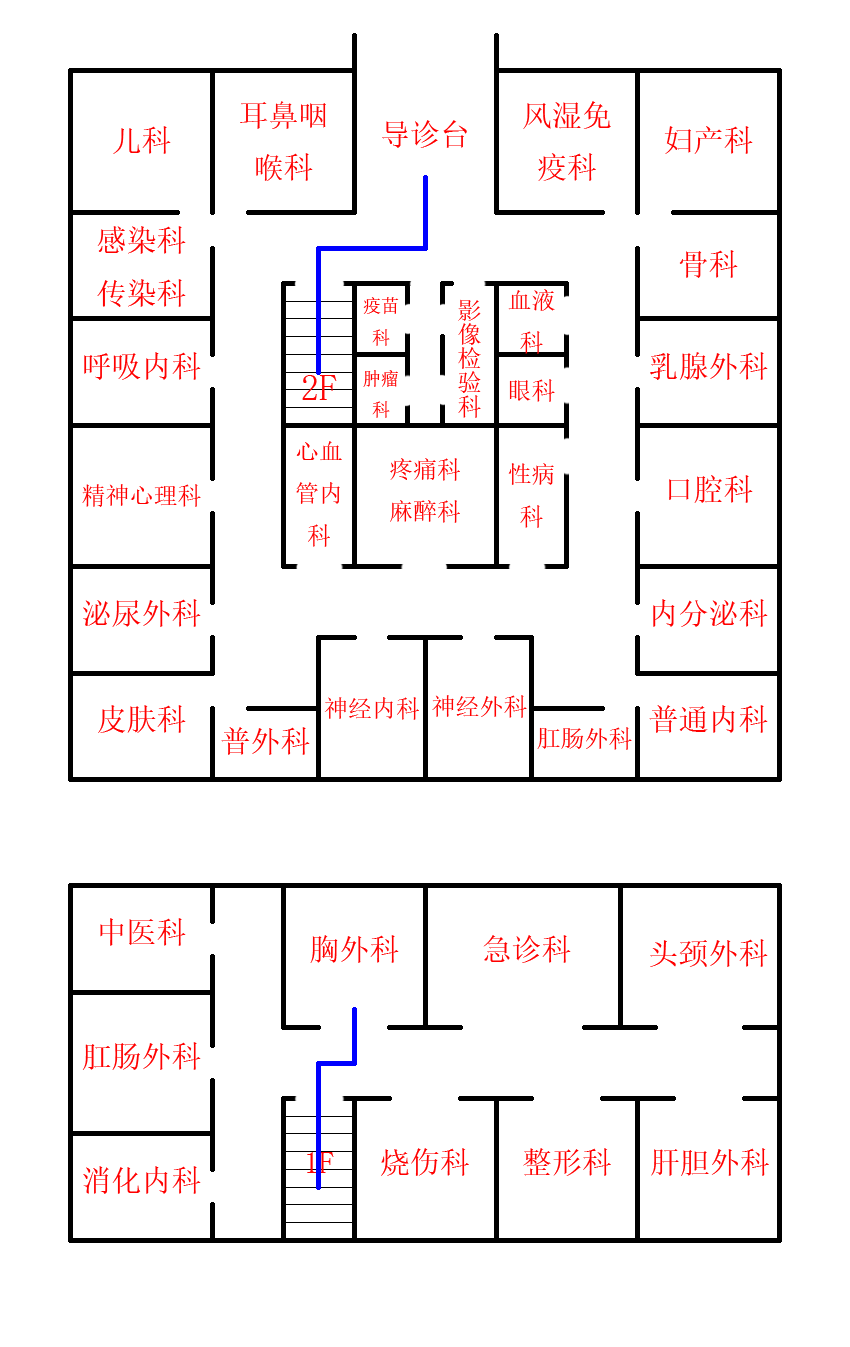 儿科
耳鼻咽
喉科
导诊台
风湿免
疫科
妇产科
感染科
传染科
骨科
疫苗
科
影像检验科
血液
科
呼吸内科
2F
肿瘤
科
眼科
乳腺外科
精神心理科
心血
管内
科
疼痛科
麻醉科
性病
科
口腔科
泌尿外科
内分泌科
皮肤科
普外科
神经内科
神经外科
肛肠外科
普通内科
中医科
胸外科
急诊科
头颈外科
肛肠外科
消化内科
1F
烧伤科
整形科
肝胆外科